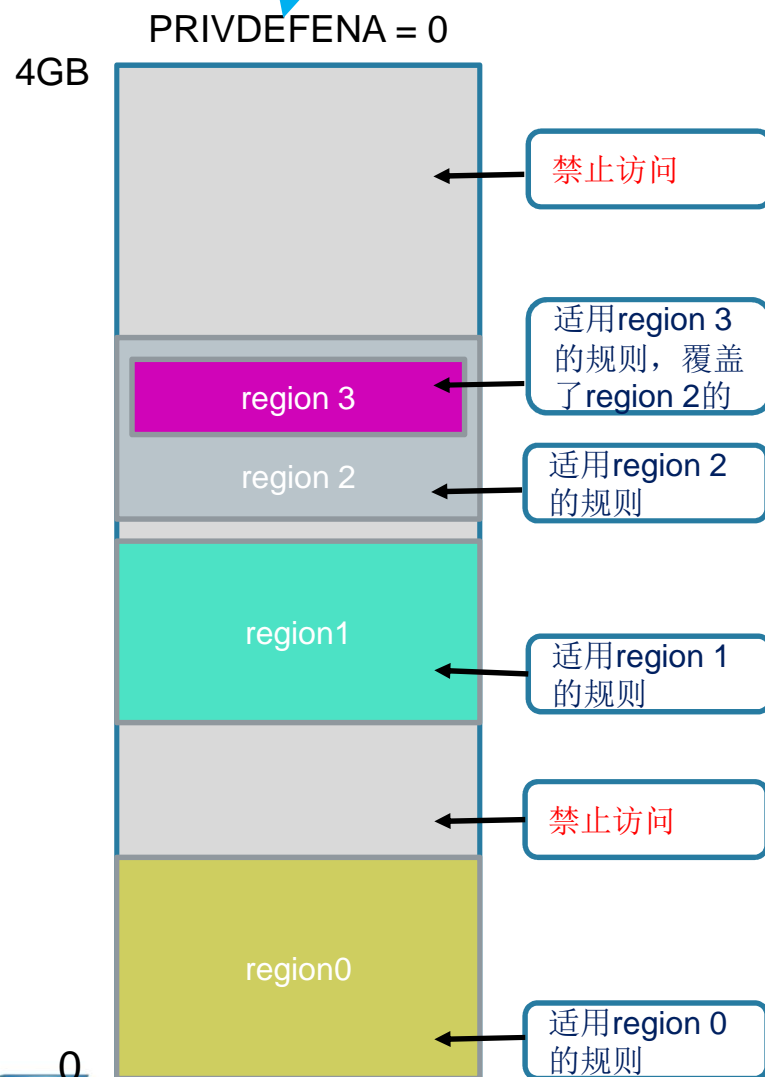 PRIVDEFENA = 0
4GB
禁止访问
适用region 3
的规则，覆盖
了region 2的
region 3
region 2
适用region 2
的规则
region1
适用region 1
的规则
禁止访问
region0
适用region 0
的规则
0